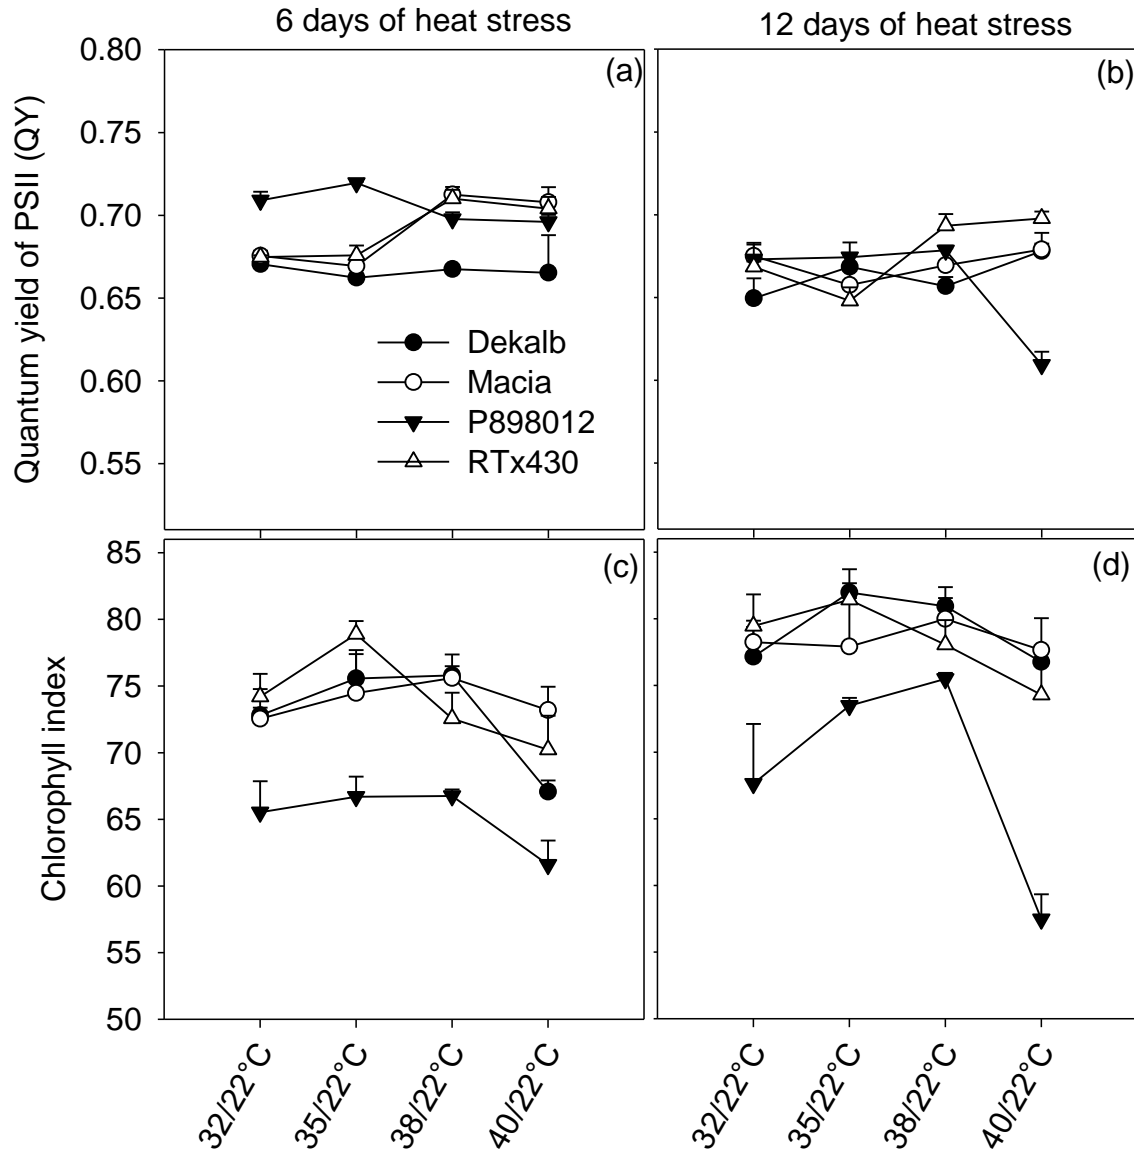 6 days of heat stress
12 days of heat stress
(a)
(b)
Quantum yield of PSII (QY)
0.80
0.75
0.70
0.65
0.60
0.55
Dekalb
Macia
P898012
RTx430
(c)
(d)
Chlorophyll index
85
80
75
70
65
60
55
50
32/22°C
35/22°C
38/22°C
40/22°C
32/22°C
35/22°C
38/22°C
40/22°C